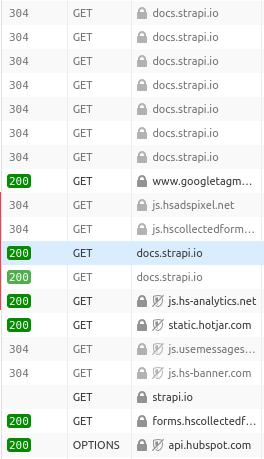 304 GET docs.strapi.io
304 GET docs.strapi.io
304 GET docs.strapi.io
304 GET docs.strapi.io
304 GET docs.strapi.io
304 GET docs.strapi.io
304 GET docs.strapi.io
200 GET www.googletagm...
304 GET js.hsadspixel.net
304 GET js.hscollectedform...
200 GET docs.strapi.io
200 GET docs.strapi.io
200 GET js.hs-analytics.net
200 GET static.hotjar.com
304 GET js.usemessages...
304 GET js.hs-banner.com
GET strapi.io
200 GET forms.hscollectedf...
200 OPTIONS api.hubspot.com